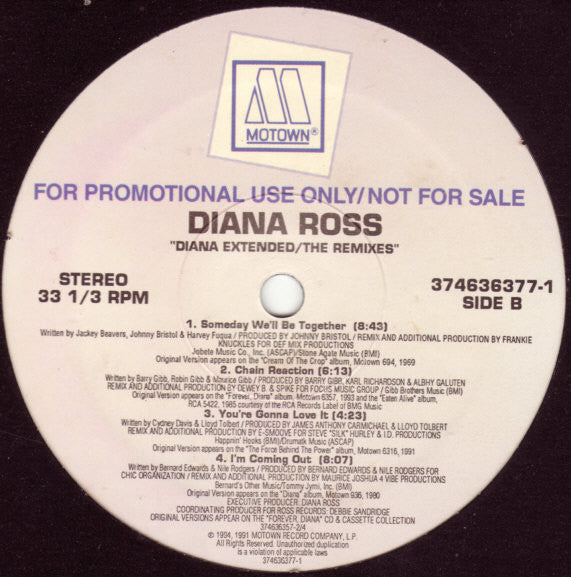 MOTOWN®
FOR PROMOTIONAL USE ONLY/NOT FOR SALE
DIANA ROSS
"DIANA EXTENDED/THE REMIXES"
STEREO
33 1/3 RPM
374636377-1
SIDE B
1. Someday We'll Be Together (8:43)
Written by Jackey Beavers, Johnny Bristol & Harvey Fuqua / PRODUCED BY JOHNNY BRISTOL / REMIX AND ADDITIONAL PRODUCTION BY FRANKIE
KNUCKLES FOR DEF MIX PRODUCTIONS
Jobete Music Co., Inc. (ASCAP)/Stone Agate Music (BMI)
Original Version appears on the "Cream Of The Crop" album, Motown 694, 1969
2. Chain Reaction (6:13)
Written by Barry Gibb, Robin Gibb & Maurice Gibb / PRODUCED BY BARRY GIBB, KARL RICHARDSON & ALBHY GALUTEN
REMIX AND ADDITIONAL PRODUCTION BY DEWEY B. & SPIKE FOR FOCUS MUSIC GROUP / Gibb Brothers Music (BMI)
Original Version appears on the "Forever, Diana" album, Motown 6357, 1993 and the "Eaten Alive" album,
RCA 5422, 1985 courtesy of the RCA Records Label of BMG Music
3. You're Gonna Love It (4:23)
Written by Cydney Davis & Lloyd Tolbert / PRODUCED BY JAMES ANTHONY CARMICHAEL & LLOYD TOLBERT
REMIX AND ADDITIONAL PRODUCTION BY E-SMOOVE FOR STEVE "SILK" HURLEY & I.D. PRODUCTIONS
Happnin' Hooks (BMI)/Drumatk Music (ASCAP)
Original Version appears on the "The Force Behind The Power" album, Motown 6316, 1991
4. I'm Coming Out (8:07)
Written by Bernard Edwards & Nile Rodgers / PRODUCED BY BERNARD EDWARDS & NILE RODGERS FOR
CHIC ORGANIZATION / REMIX AND ADDITIONAL PRODUCTION BY MAURICE JOSHUA 4 VIBE PRODUCTIONS
Bernard's Other Music/Tommy Jymi, Inc. (BMI)
Original Version appears on the "Diana" album, Motown 936, 1980
EXECUTIVE PRODUCER: DIANA ROSS
COORDINATING PRODUCER FOR ROSS RECORDS: DEBBIE SANDRIDGE
ORIGINAL VERSIONS APPEAR ON THE "FOREVER, DIANA" CD & CASSETTE COLLECTION
374636357-2/4
℗ 1994, 1991 MOTOWN RECORD COMPANY, L.P.
All Rights Reserved. Unauthorized duplication
is a violation of applicable laws
374636377-1